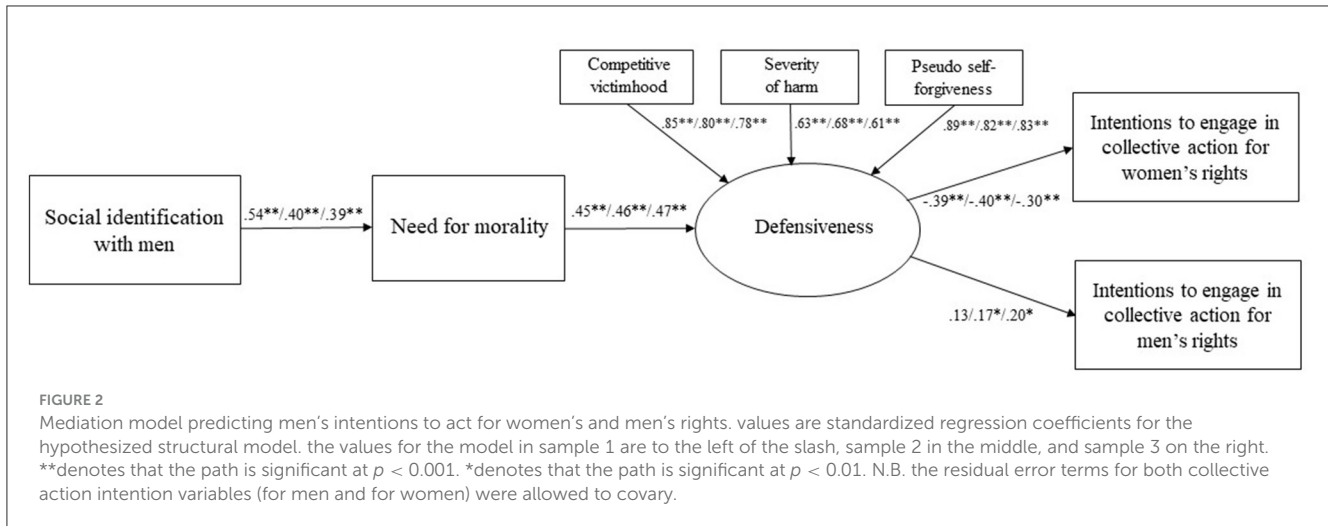 Competitive
victimhood
Severity
of harm
Pseudo self-
forgiveness
.85**/.80**/.78**
.63**/.68**/.61**
.89**/.82**/.83**
Intentions to engage in
collective action for
women's rights
Social identification
with men
.54**/.40**/.39**
Need for morality
.45**/.46**/.47**
Defensiveness
-.39**/-.40**/-.30**
.13/.17*/.20*
Intentions to engage in
collective action for
men's rights
FIGURE 2
Mediation model predicting men's intentions to act for women's and men's rights. values are standardized regression coefficients for the
hypothesized structural model. the values for the model in sample 1 are to the left of the slash, sample 2 in the middle, and sample 3 on the right.
**denotes that the path is significant at p < 0.001. *denotes that the path is significant at p < 0.01. N.B. the residual error terms for both collective
action intention variables (for men and for women) were allowed to covary.